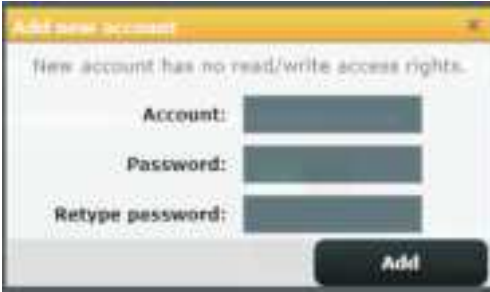 Add new account
New account has no read/write access rights.
Account:
Password:
Retype password:
Add